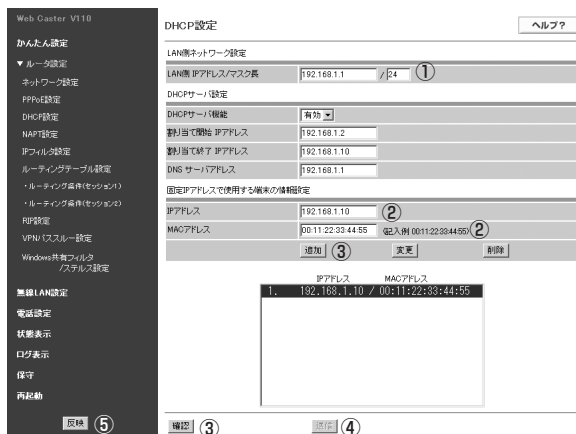 Web Caster V110
かんたん設定
▼ ルータ設定
ネットワーク設定
PPPoE設定
DHCP設定
NAPT設定
IPフィルタ設定
ルーティングテーブル設定
・ルーティング条件(セッション1)
・ルーティング条件(セッション2)
RIP設定
VPNパススルー設定
Windows共有フィルタ
/ステルス設定
無線LAN設定
電話設定
状態表示
ログ表示
保守
再起動
反映 ⑤
DHCP設定 ヘルプ?
LAN側ネットワーク設定
LAN側 IPアドレス/マスク長 192.168.1.1 / 24 ①
DHCPサーバ設定
DHCPサーバ機能 有効
割り当て開始 IPアドレス 192.168.1.2
割り当て終了 IPアドレス 192.168.1.10
DNS サーバアドレス 192.168.1.1
固定IPアドレスで使用する端末の情報設定
IPアドレス 192.168.1.10 ②
MACアドレス 00:11:22:33:44:55 (記入例 00:11:22:33:44:55) ②
追加 ③ 変更 削除
IPアドレス MACアドレス
1. 192.168.1.10 / 00:11:22:33:44:55
確認 ③ 送信 ④